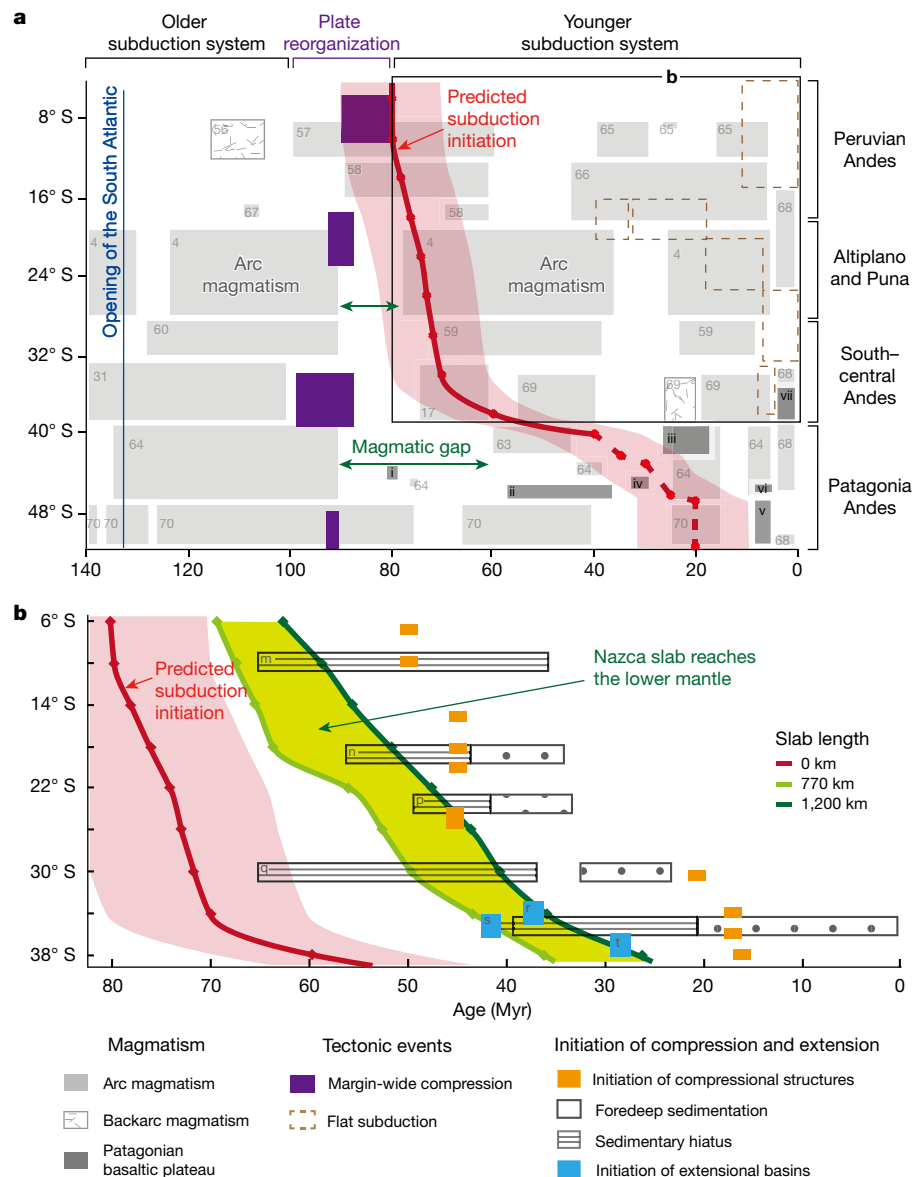 a
Older
subduction system
Plate
reorganization
Younger
subduction system
b
8° S
16° S
24° S
32° S
40° S
48° S
Opening of the South Atlantic
56
57
65
65
65
Predicted
subduction
initiation
58
66
67
58
68
4
4
4
4
Arc
magmatism
Arc
magmatism
60
59
59
31
69
69
69
68
17
vii
64
Magmatic gap
63
iii
64
68
i
64
64
64
ii
iv
vi
70
70
70
70
70
v
68
Peruvian
Andes
Altiplano
and Puna
South–
central
Andes
Patagonia
Andes
140
120
100
80
60
40
20
0
b
6° S
14° S
22° S
30° S
38° S
Predicted
subduction
initiation
Nazca slab reaches
the lower mantle
m
n
p
q
r
s
t
Slab length
0 km
770 km
1,200 km
80
70
60
50
40
30
20
10
0
Age (Myr)
Magmatism
Arc magmatism
Backarc magmatism
Patagonian
basaltic plateau
Tectonic events
Margin-wide compression
Flat subduction
Initiation of compression and extension
Initiation of compressional structures
Foredeep sedimentation
Sedimentary hiatus
Initiation of extensional basins